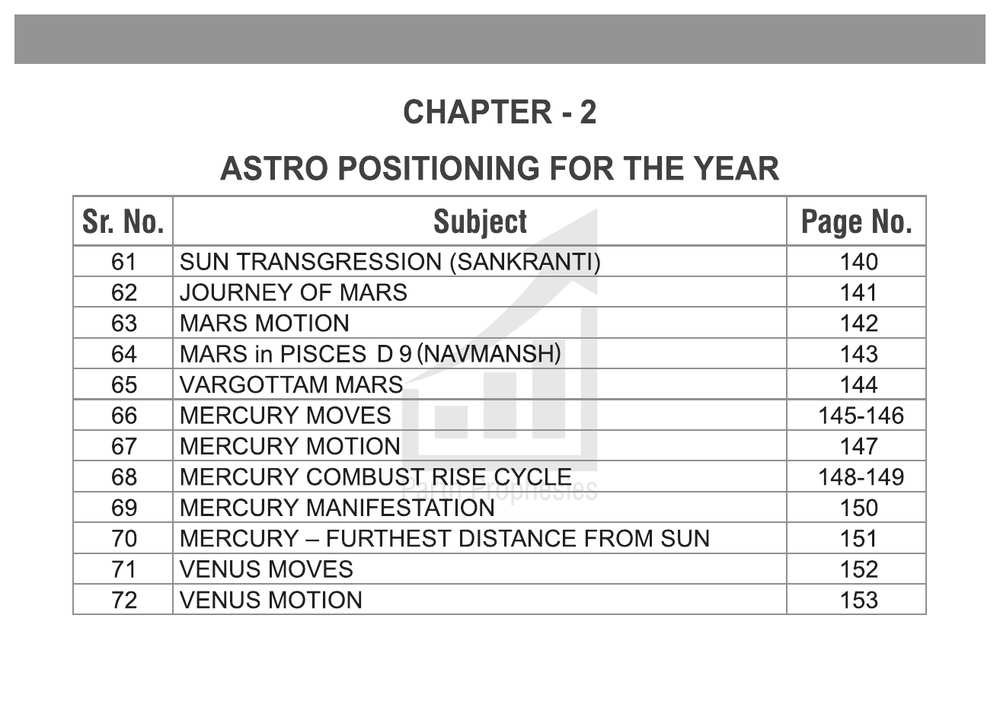 CHAPTER - 2
ASTRO POSITIONING FOR THE YEAR
Sr. No. Subject Page No.
61 SUN TRANSGRESSION (SANKRANTI) 140
62 JOURNEY OF MARS 141
63 MARS MOTION 142
64 MARS in PISCES D 9 (NAVMANSH) 143
65 VARGOTTAM MARS 144
66 MERCURY MOVES 145-146
67 MERCURY MOTION 147
68 MERCURY COMBUST RISE CYCLE 148-149
Parth Prophesies
69 MERCURY MANIFESTATION 150
70 MERCURY – FURTHEST DISTANCE FROM SUN 151
71 VENUS MOVES 152
72 VENUS MOTION 153